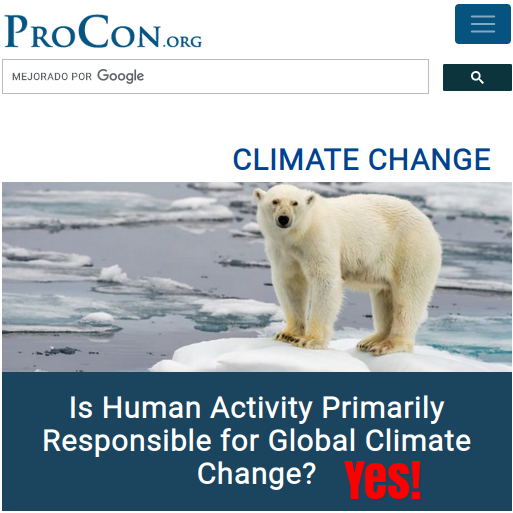 PROCON.ORG
MEJORADO POR Google
CLIMATE CHANGE
Is Human Activity Primarily
Responsible for Global Climate
Change? Yes!